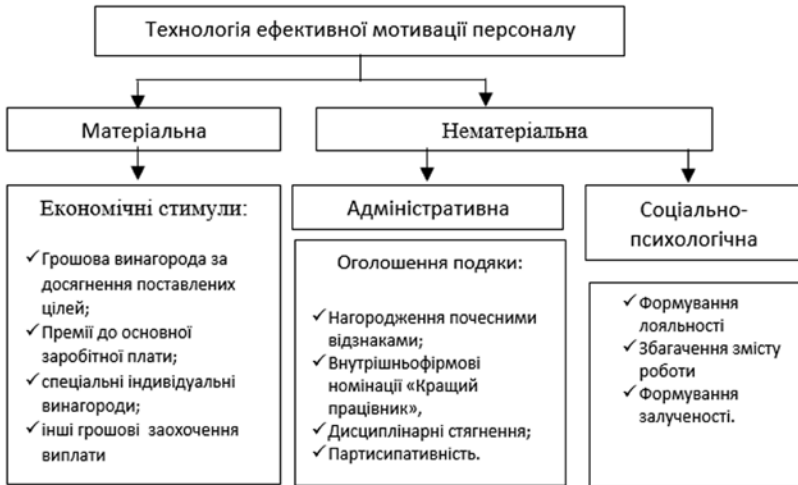 Технологія ефективної мотивації персоналу
Матеріальна
Нематеріальна
Економічні стимули:
✓Грошова винагорода за
досягнення поставлених
цілей;
✓Премії до основної
заробітної плати;
✓спеціальні індивідуальні
винагороди;
✓інші грошові заохочення
виплати
Адміністративна
Оголошення подяки:
✓Нагородження почесними
відзнаками;
✓Внутрішньофірмові
номінації «Кращий
працівник»,
✓Дисциплінарні стягнення;
✓Партисипативність.
Соціально-
психологічна
✓Формування
лояльності
✓Збагачення змісту
роботи
✓Формування
залученості.